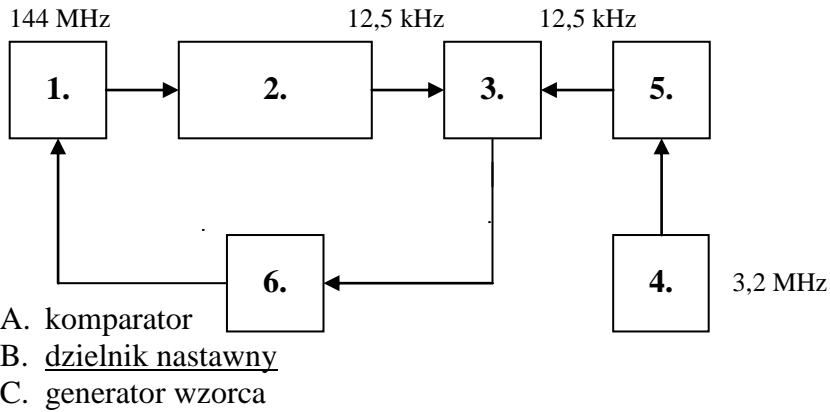 144 MHz 12,5 kHz 12,5 kHz
1. 2. 3. 5.
6. 4. 3,2 MHz
A. komparator
B. dzielnik nastawny
C. generator wzorca